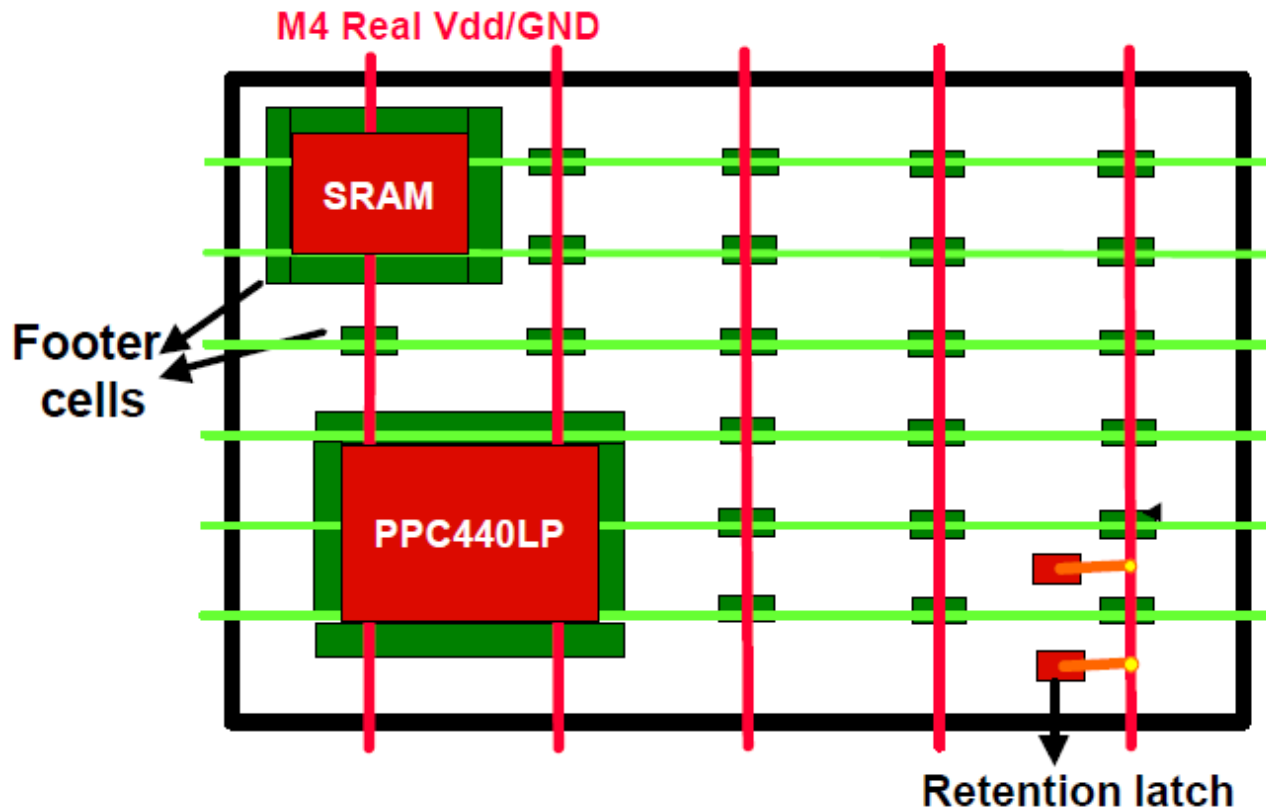 M4 Real Vdd/GND
SRAM
Footer
cells
PPC440LP
Retention latch